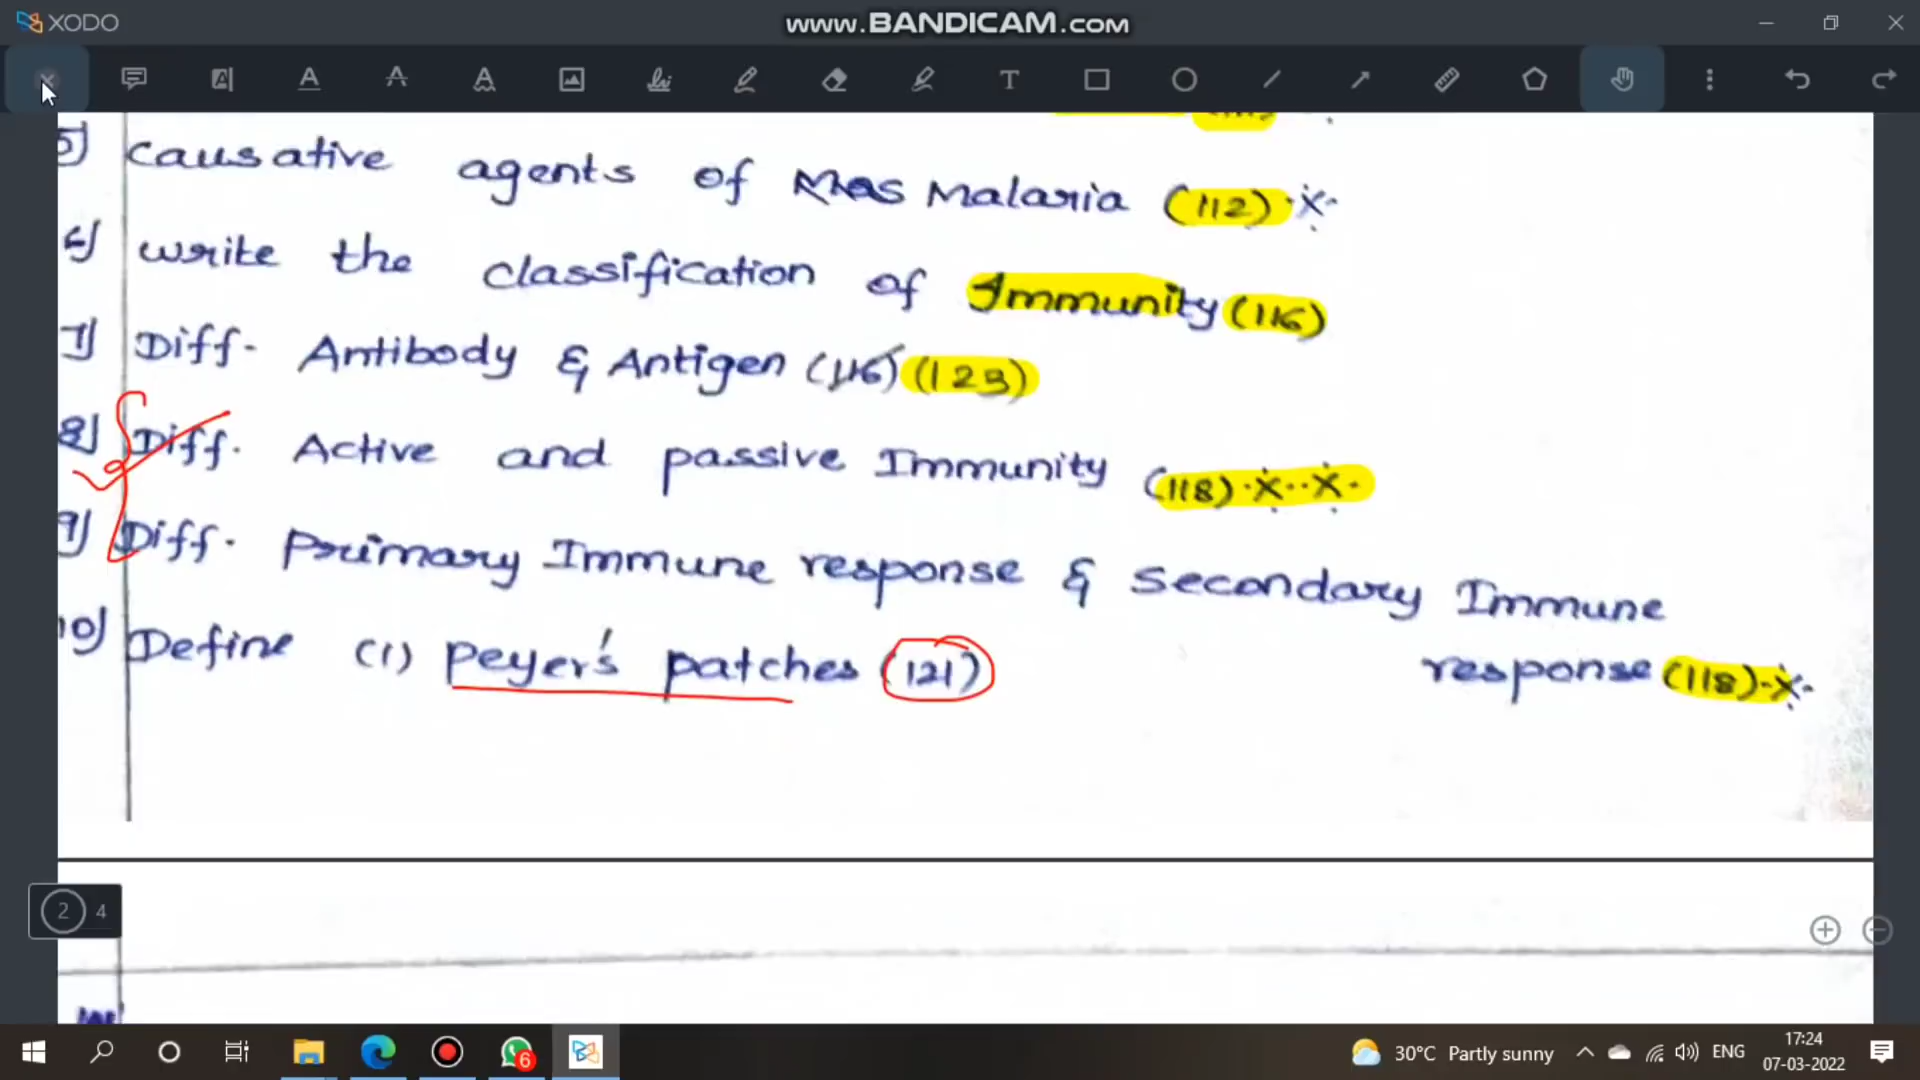 XODO
www.BANDICAM.com
5) Causative agents of Mas Malaria (112) ·X·
6) write the classification of Immunity (116)
7) Diff. Antibody & Antigen (116) (123)
8) Diff. Active and passive Immunity (118) ·X··X·
9) Diff. Primary Immune response & Secondary Immune
response (118) ·X·
10) Define (1) Peyer's patches (121)
2 4
6
30°C Partly sunny
ENG
17:24
07-03-2022